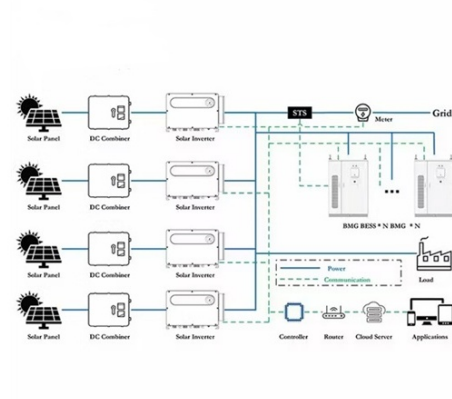 STS
Meter
Grid
Solar Panel
DC Combiner
Solar Inverter
Solar Panel
DC Combiner
Solar Inverter
BMG BESS * N BMG * N
Solar Panel
DC Combiner
Solar Inverter
Power
Communication
Load
Solar Panel
DC Combiner
Solar Inverter
Controller
Router
Cloud Server
Applications